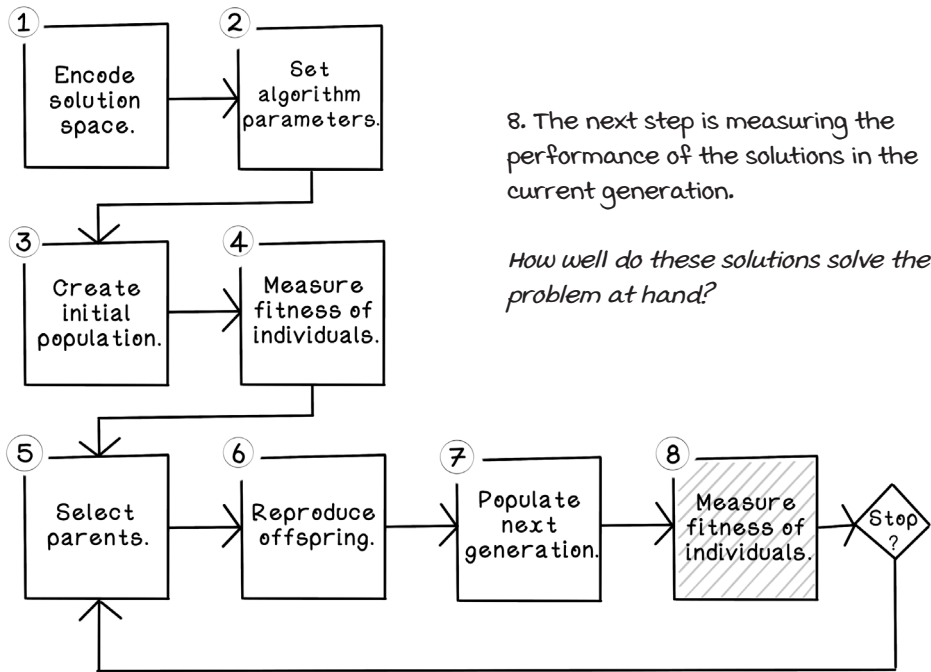 1
Encode
solution
space.
2
Set
algorithm
parameters.
8. The next step is measuring the
performance of the solutions in the
current generation.
How well do these solutions solve the
problem at hand?
3
Create
initial
population.
4
Measure
fitness of
individuals.
5
Select
parents.
6
Reproduce
offspring.
7
Populate
next
generation.
8
Measure
fitness of
individuals.
Stop
?